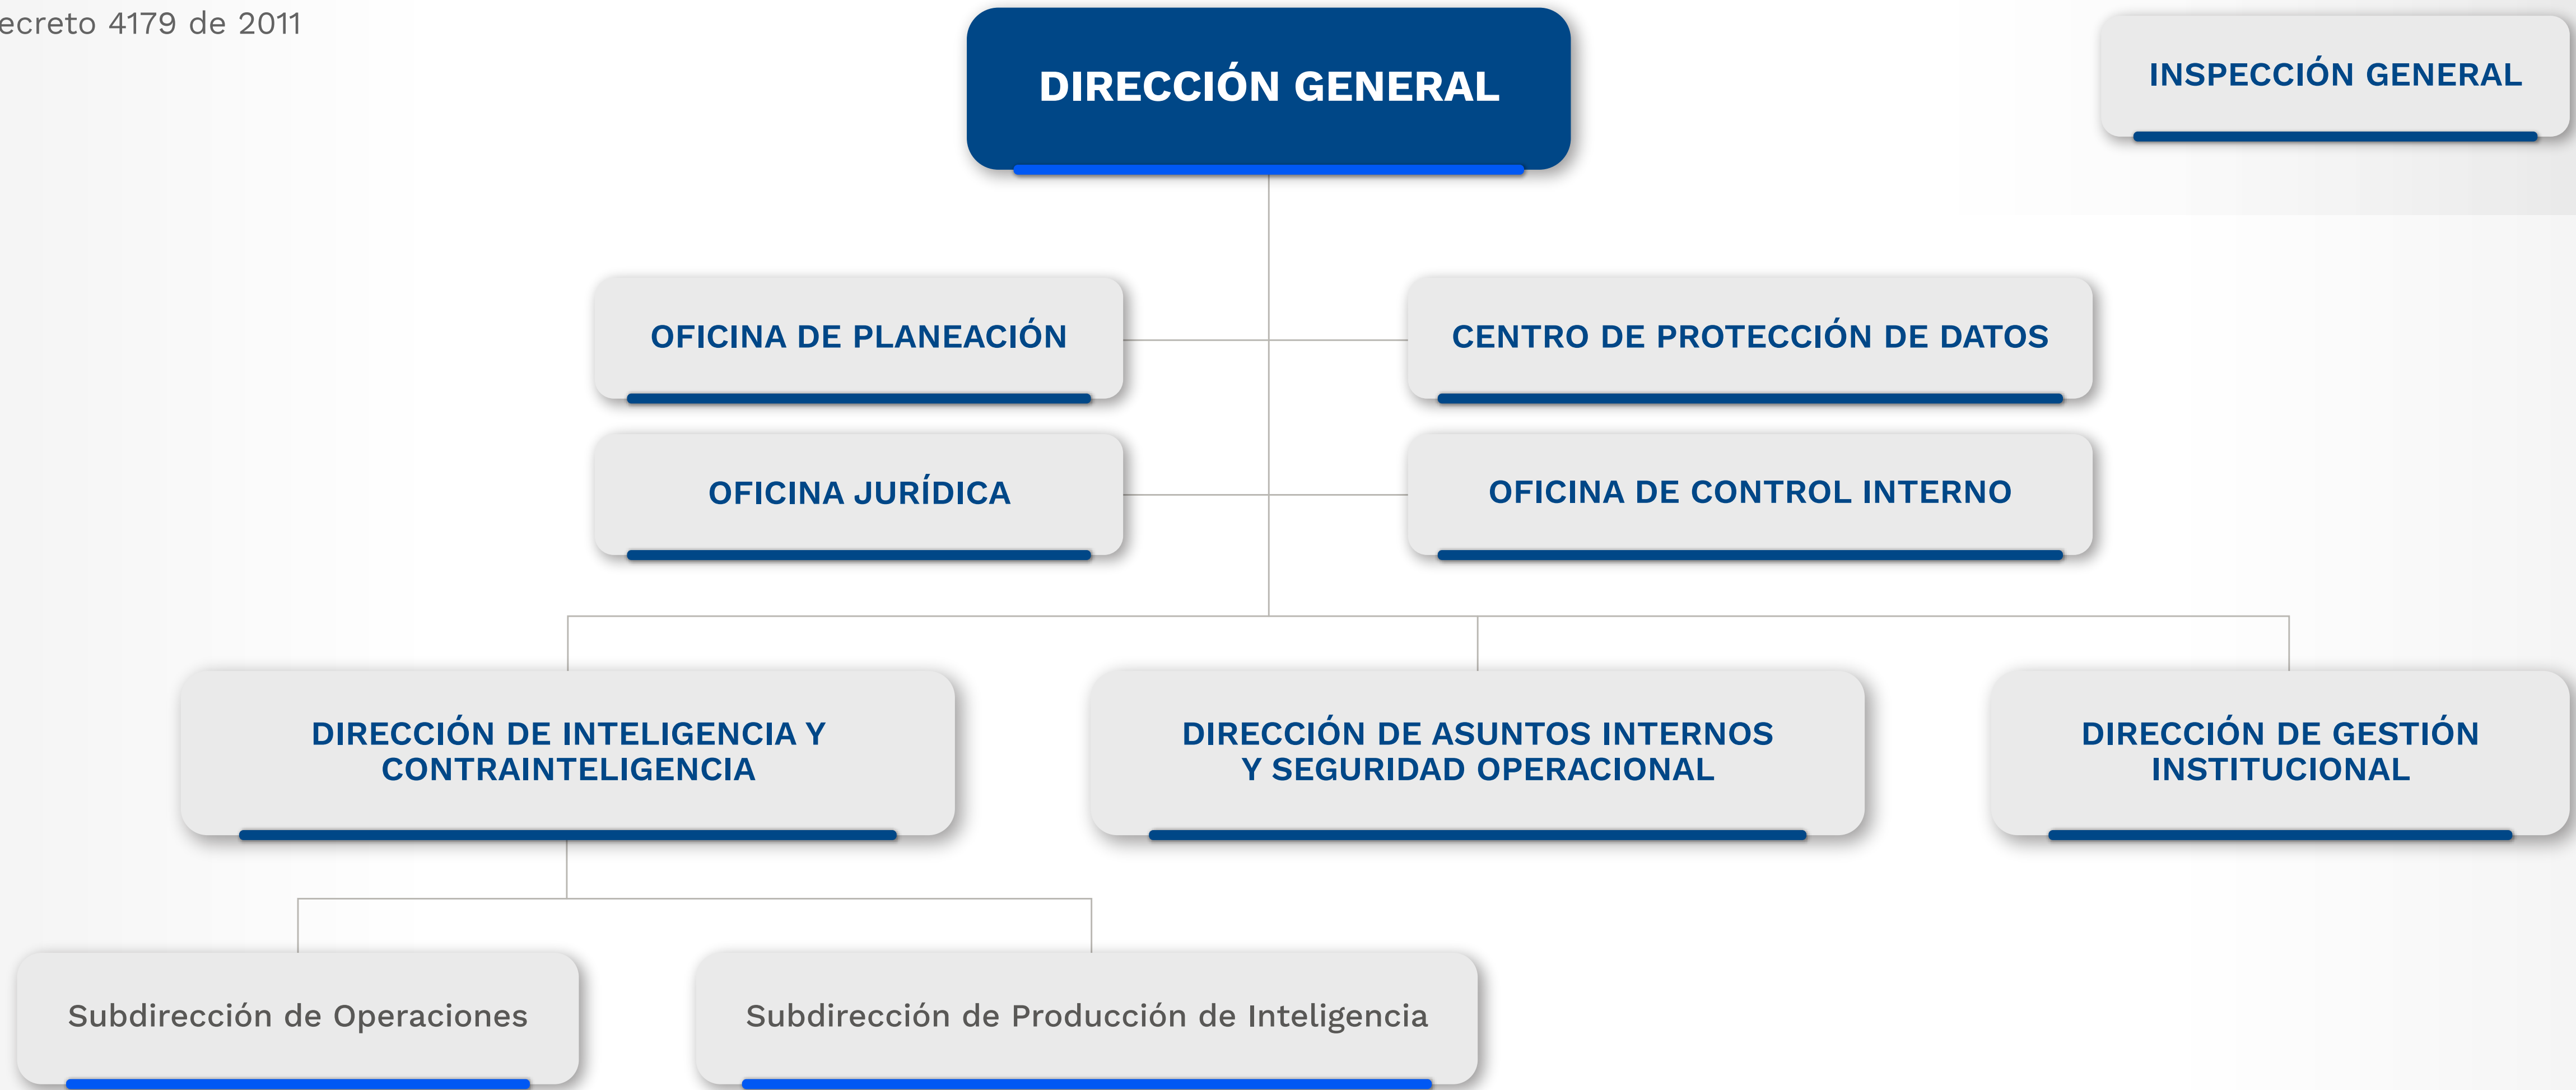 ecreto 4179 de 2011
DIRECCIÓN GENERAL
INSPECCIÓN GENERAL
OFICINA DE PLANEACIÓN
CENTRO DE PROTECCIÓN DE DATOS
OFICINA JURÍDICA
OFICINA DE CONTROL INTERNO
DIRECCIÓN DE INTELIGENCIA Y
CONTRAINTELIGENCIA
DIRECCIÓN DE ASUNTOS INTERNOS
Y SEGURIDAD OPERACIONAL
DIRECCIÓN DE GESTIÓN
INSTITUCIONAL
Subdirección de Operaciones
Subdirección de Producción de Inteligencia